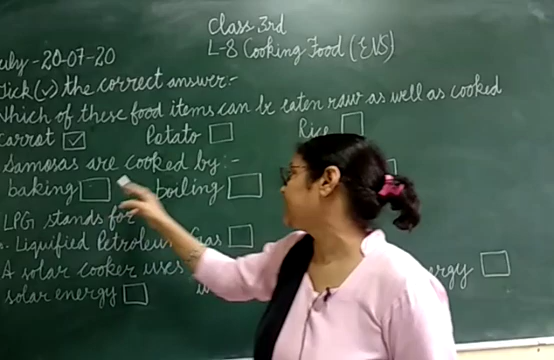 Class 3rd
L-8 Cooking Food (EVS)
20-07-20
Tick (✓) the correct answer:-
Which of these food items can be eaten raw as well as cooked
Carrot ☑ Potato ☐ Rice ☐
Samosas are cooked by:-
baking ☐ boiling ☐
LPG stands for
Liquified Petroleum Gas ☐
A solar cooker uses
solar energy ☐